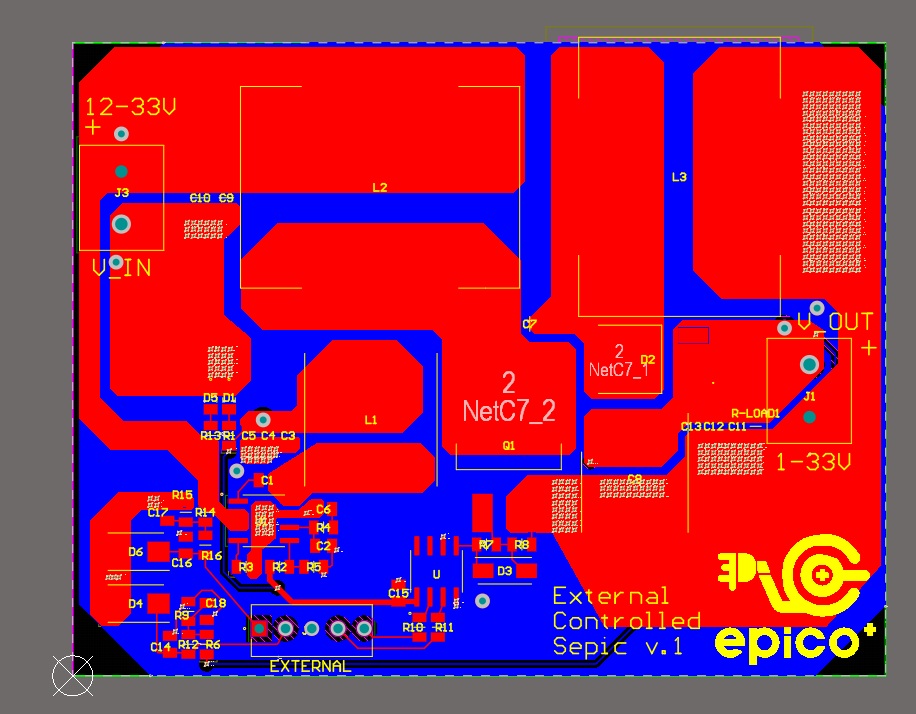 12-33V
+
J3
C10 C9
L2
L3
V_IN
C7
V_OUT
+
2
NetC7_1
D2
2
NetC7_2
J1
R-LOAD1
C13 C12 C11
D5 D1
R13 R1 C5 C4 C3
L1
Q1
1-33V
C1
C8
R15
C17 R14
C6
R4
D6
C2
R16
C16
R3 R2 R5
R7 R8
D3
U
C15
D4
C18
R9
R10 R11
C14 R12 R6
EXTERNAL
External
Controlled
Sepic v.1
epico+